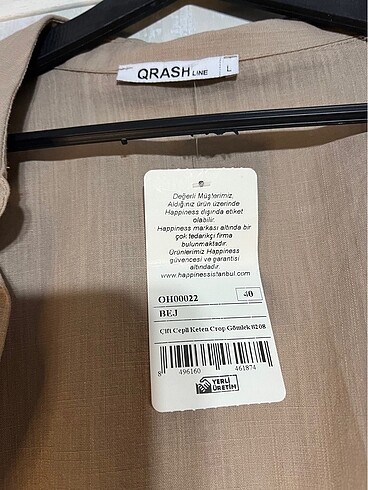 QRASH LINE L
Değerli Müşterimiz,
Aldığınız ürün üzerinde
Happiness dışında etiket
olabilir.
Happiness markası altında bir
çok tedarikçi firma
bulunmaktadır.
Ürünlerimiz Happiness
güvencesi ve garantisi
altındadır.
www.happinessistanbul.com
OH00022 40
BEJ
Çift Cepli Keten Crop Gömlek 0208
8 496160 461874
YERLİ
ÜRETİM